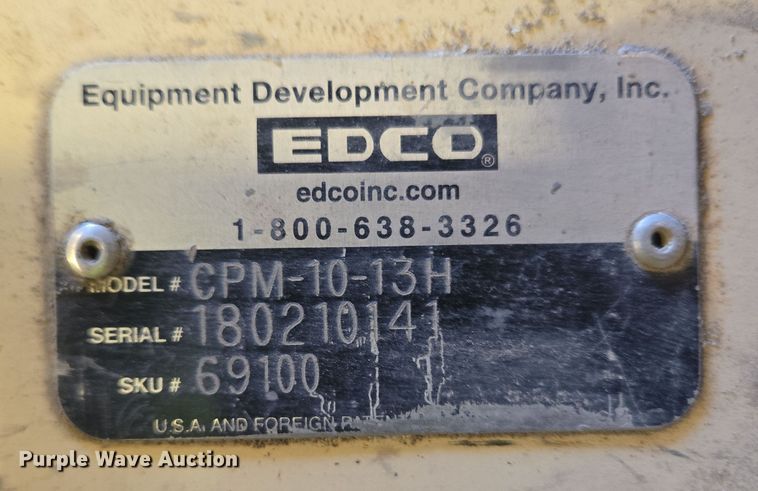 Equipment Development Company, Inc.
EDCO®
edcoinc.com
1-800-638-3326
MODEL # CPM-10-13H
SERIAL # 180210141
SKU # 69100
U.S.A. AND FOREIGN
Purple Wave Auction